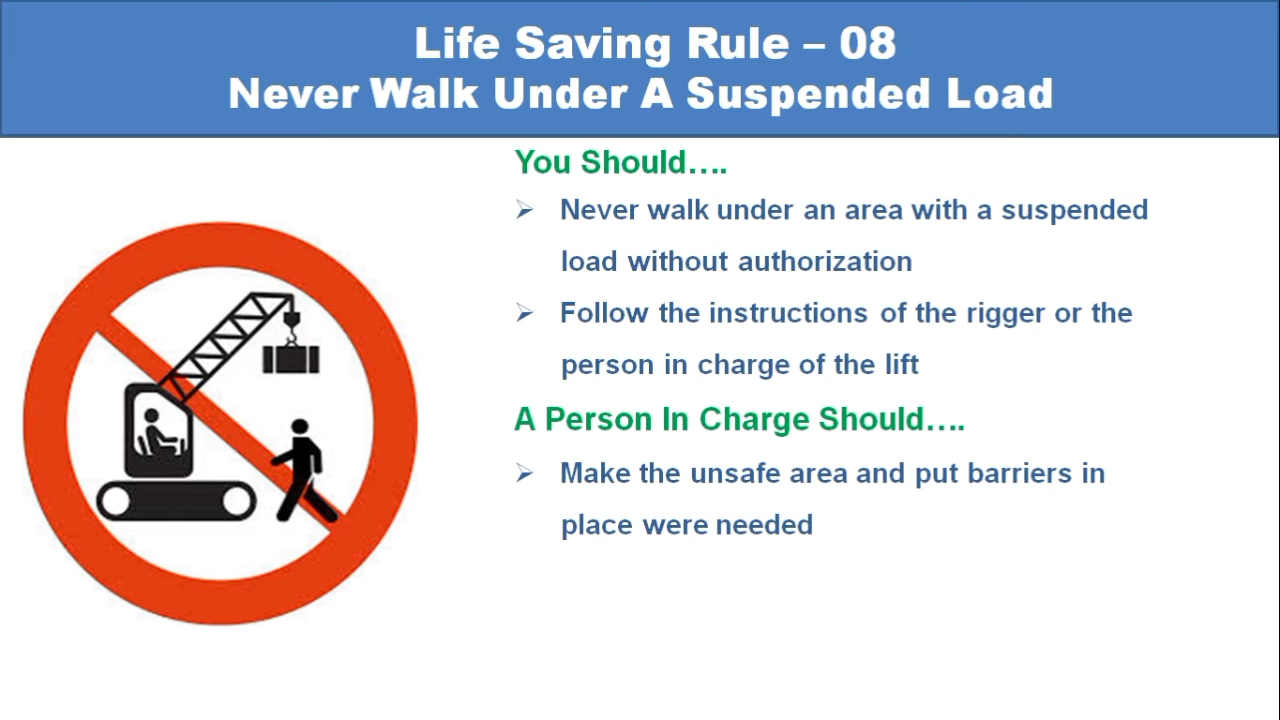 Life Saving Rule – 08
Never Walk Under A Suspended Load
You Should….
➢ Never walk under an area with a suspended
load without authorization
➢ Follow the instructions of the rigger or the
person in charge of the lift
A Person In Charge Should….
➢ Make the unsafe area and put barriers in
place were needed